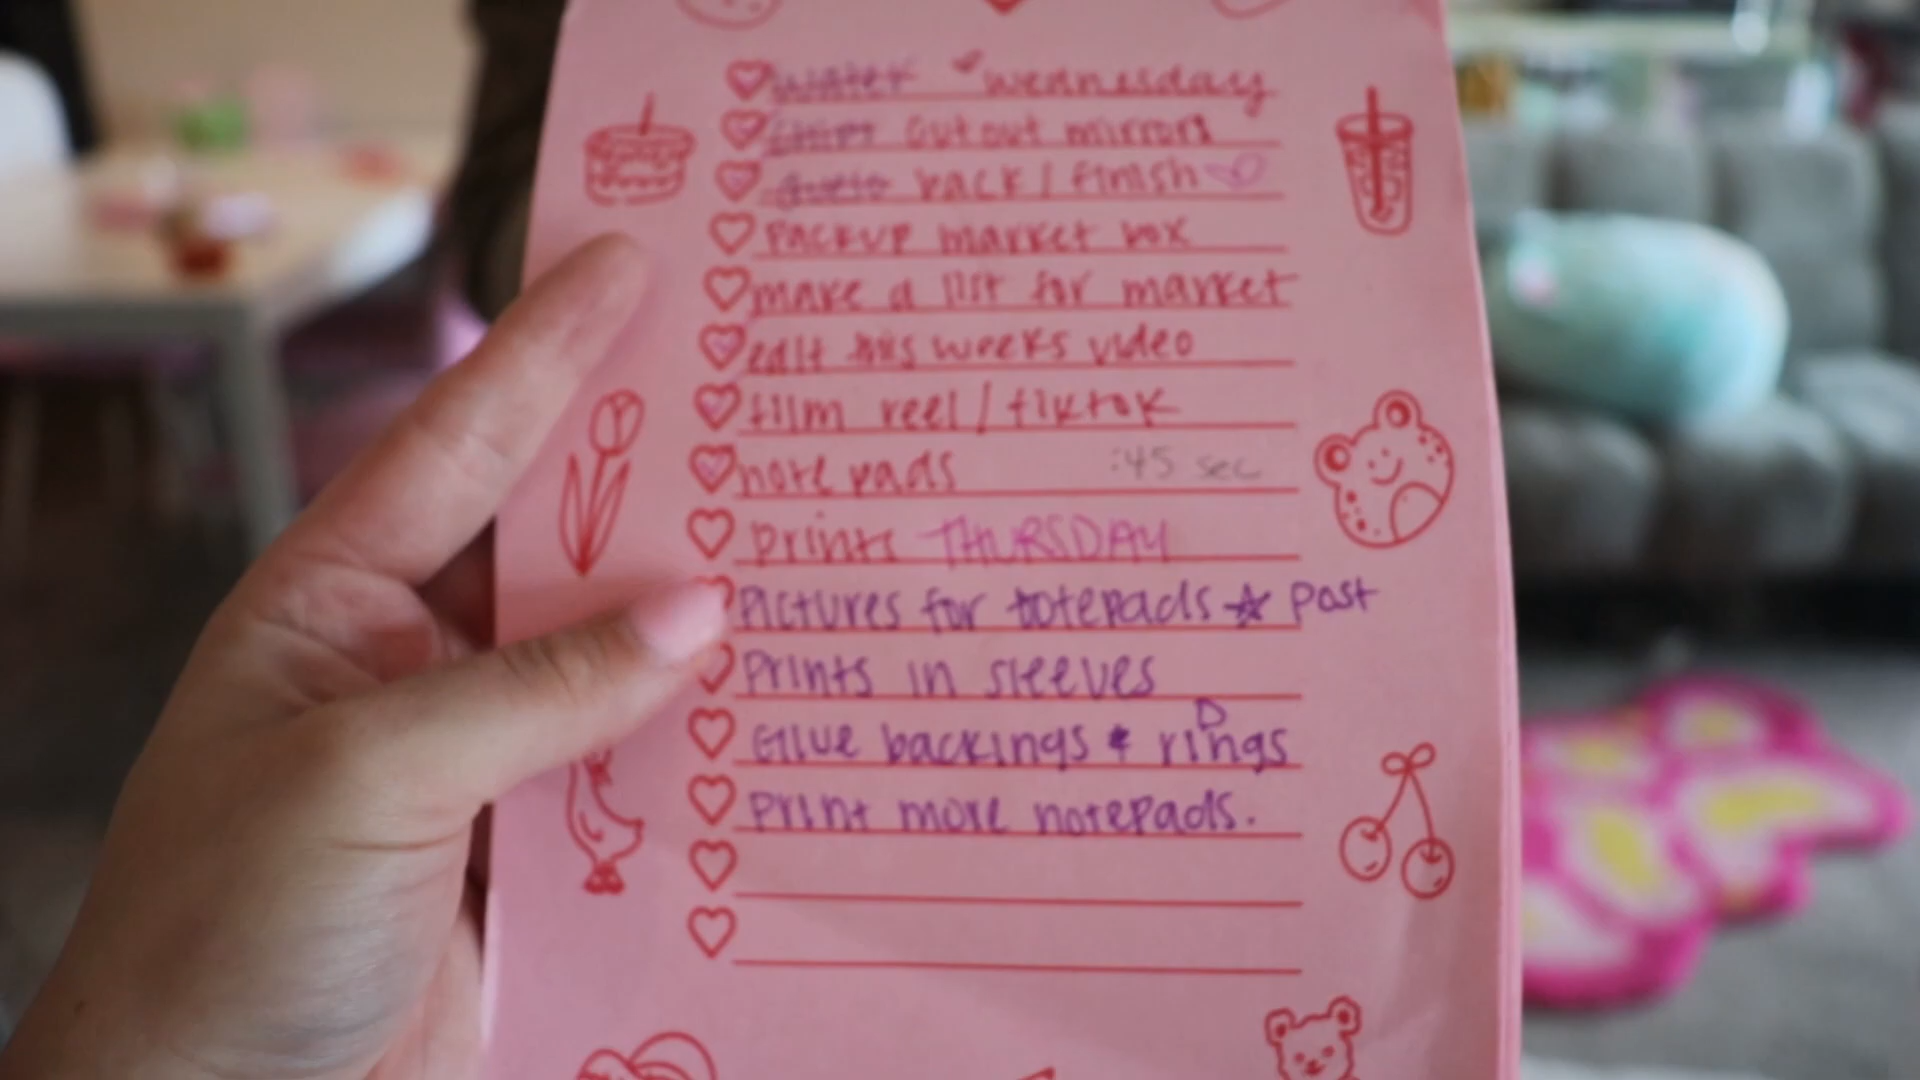 wednesday
cut out mirrors
back / finish
Pack up market box
make a list for market
edit this weeks video
film reel / tiktok
note pads :45 sec
prints THURSDAY
Pictures for notepads ☆ post
Prints in sleeves
Glue backings & D rings
Print more notepads.